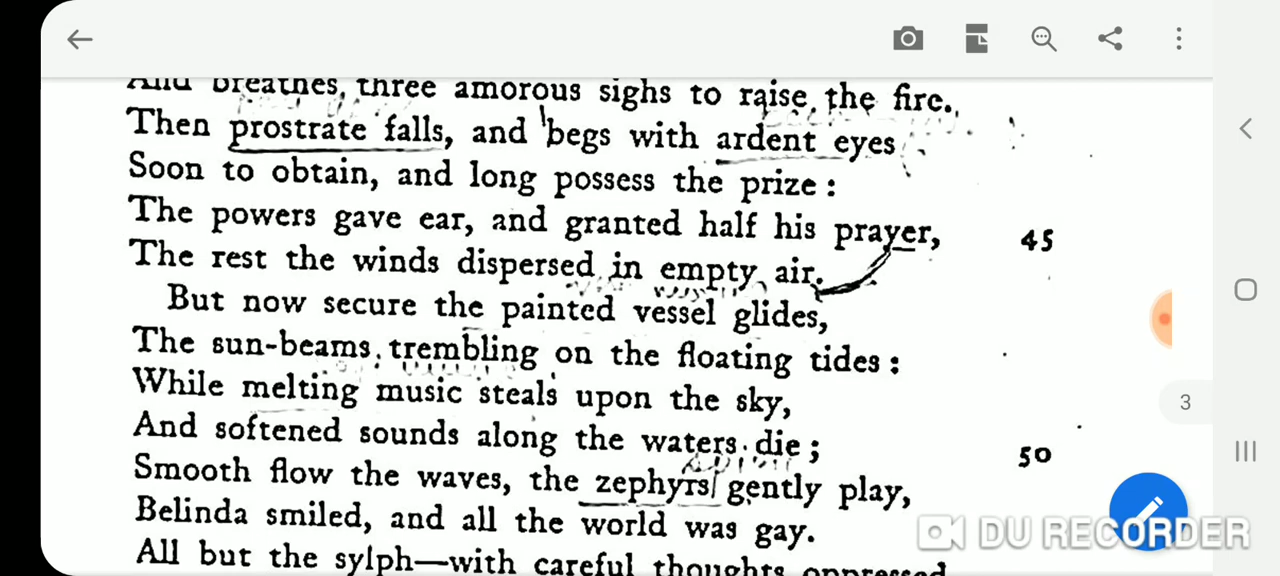 And breathes three amorous sighs to raise the fire.
Then prostrate falls, and begs with ardent eyes
Soon to obtain, and long possess the prize:
The powers gave ear, and granted half his prayer,
45
The rest the winds dispersed in empty air.
But now secure the painted vessel glides,
The sun-beams trembling on the floating tides:
While melting music steals upon the sky,
3
And softened sounds along the waters die;
50
Smooth flow the waves, the zephyrs gently play,
Belinda smiled, and all the world was gay.
DU RECORDER
All but the sylph—with careful thoughts oppressed